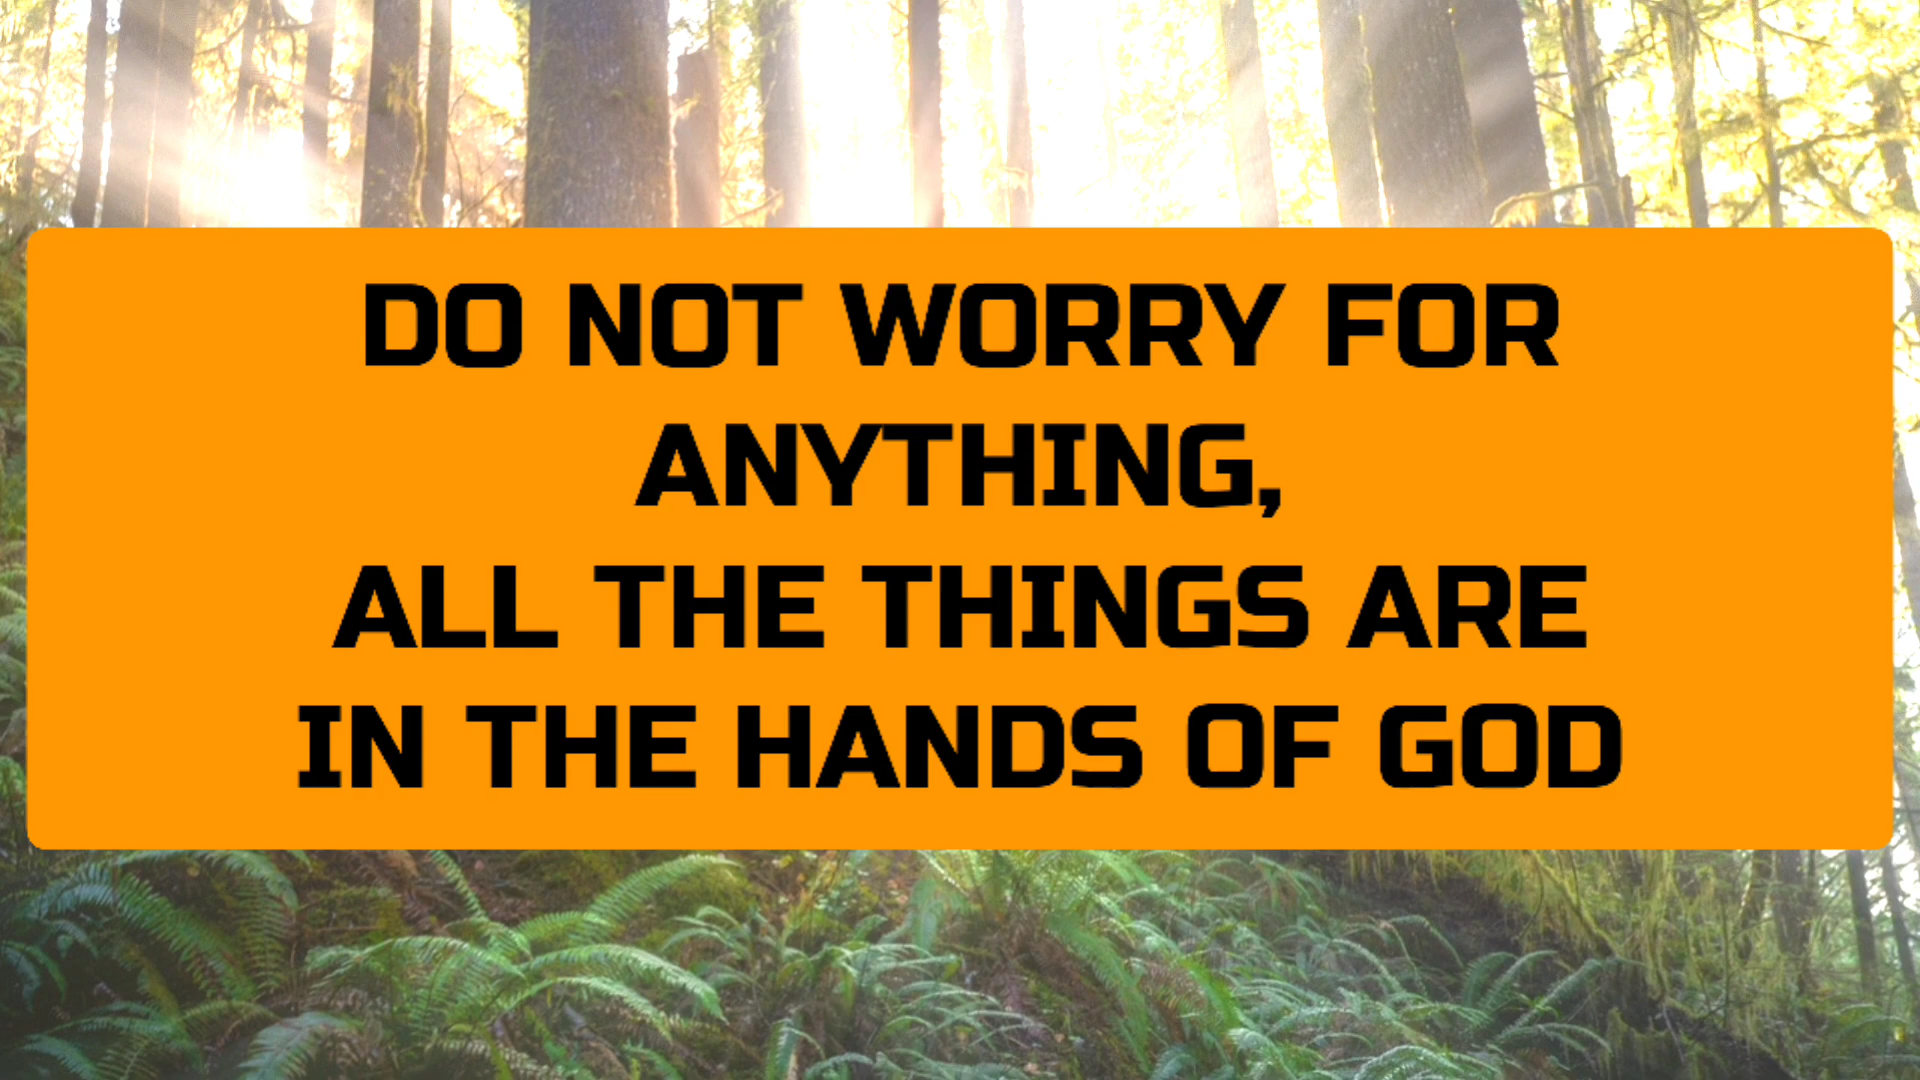 DO NOT WORRY FOR
ANYTHING,
ALL THE THINGS ARE
IN THE HANDS OF GOD